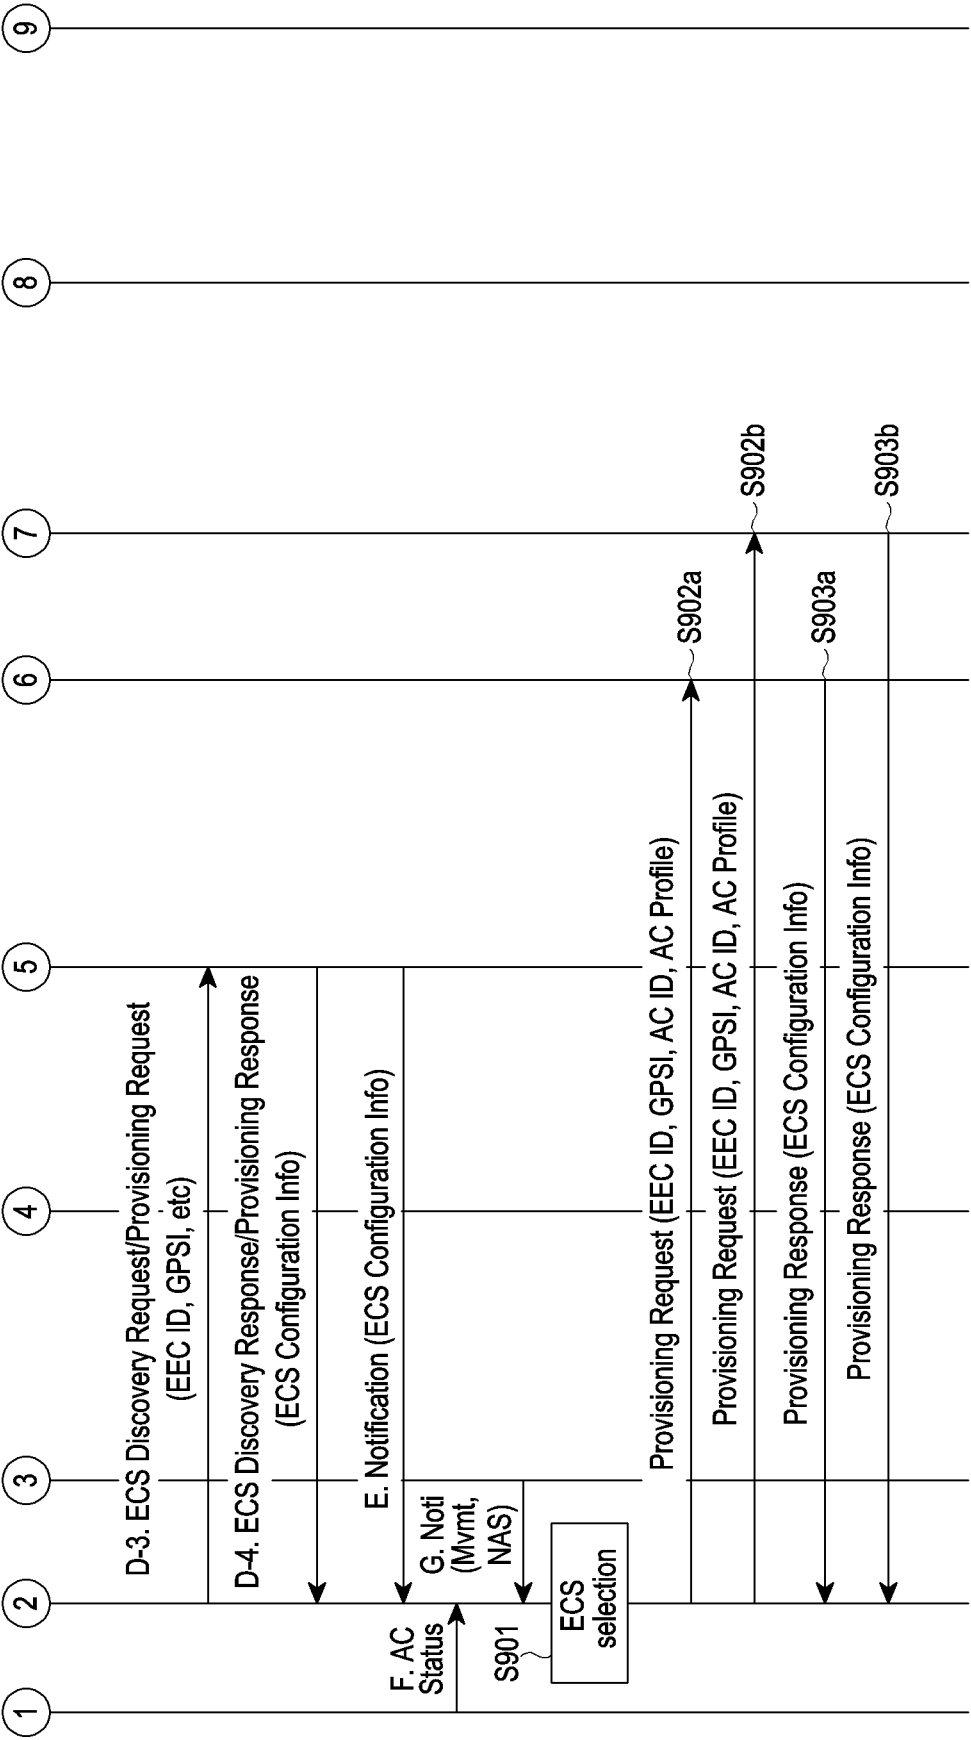 1
2
3
4
5
6
7
8
9
D-3. ECS Discovery Request/Provisioning Request
(EEC ID, GPSI, etc)
D-4. ECS Discovery Response/Provisioning Response
(ECS Configuration Info)
E. Notification (ECS Configuration Info)
F. AC
Status
G. Noti
(Mvmt,
NAS)
S901
ECS
selection
Provisioning Request (EEC ID, GPSI, AC ID, AC Profile)
S902a
Provisioning Request (EEC ID, GPSI, AC ID, AC Profile)
S902b
Provisioning Response (ECS Configuration Info)
S903a
Provisioning Response (ECS Configuration Info)
S903b